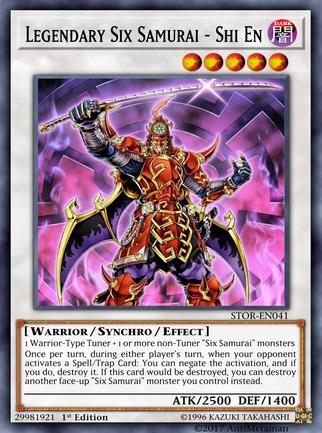 LEGENDARY SIX SAMURAI - SHI EN
DARK
闇
STOR-EN041
[WARRIOR / SYNCHRO / EFFECT]
1 Warrior-Type Tuner + 1 or more non-Tuner "Six Samurai" monsters
Once per turn, during either player's turn, when your opponent
activates a Spell/Trap Card: You can negate the activation, and if
you do, destroy it. If this card would be destroyed, you can destroy
another face-up "Six Samurai" monster you control instead.
ATK/2500 DEF/1400
29981921 1st Edition ©1996 KAZUKI TAKAHASHI
©2017 AntiMetaman